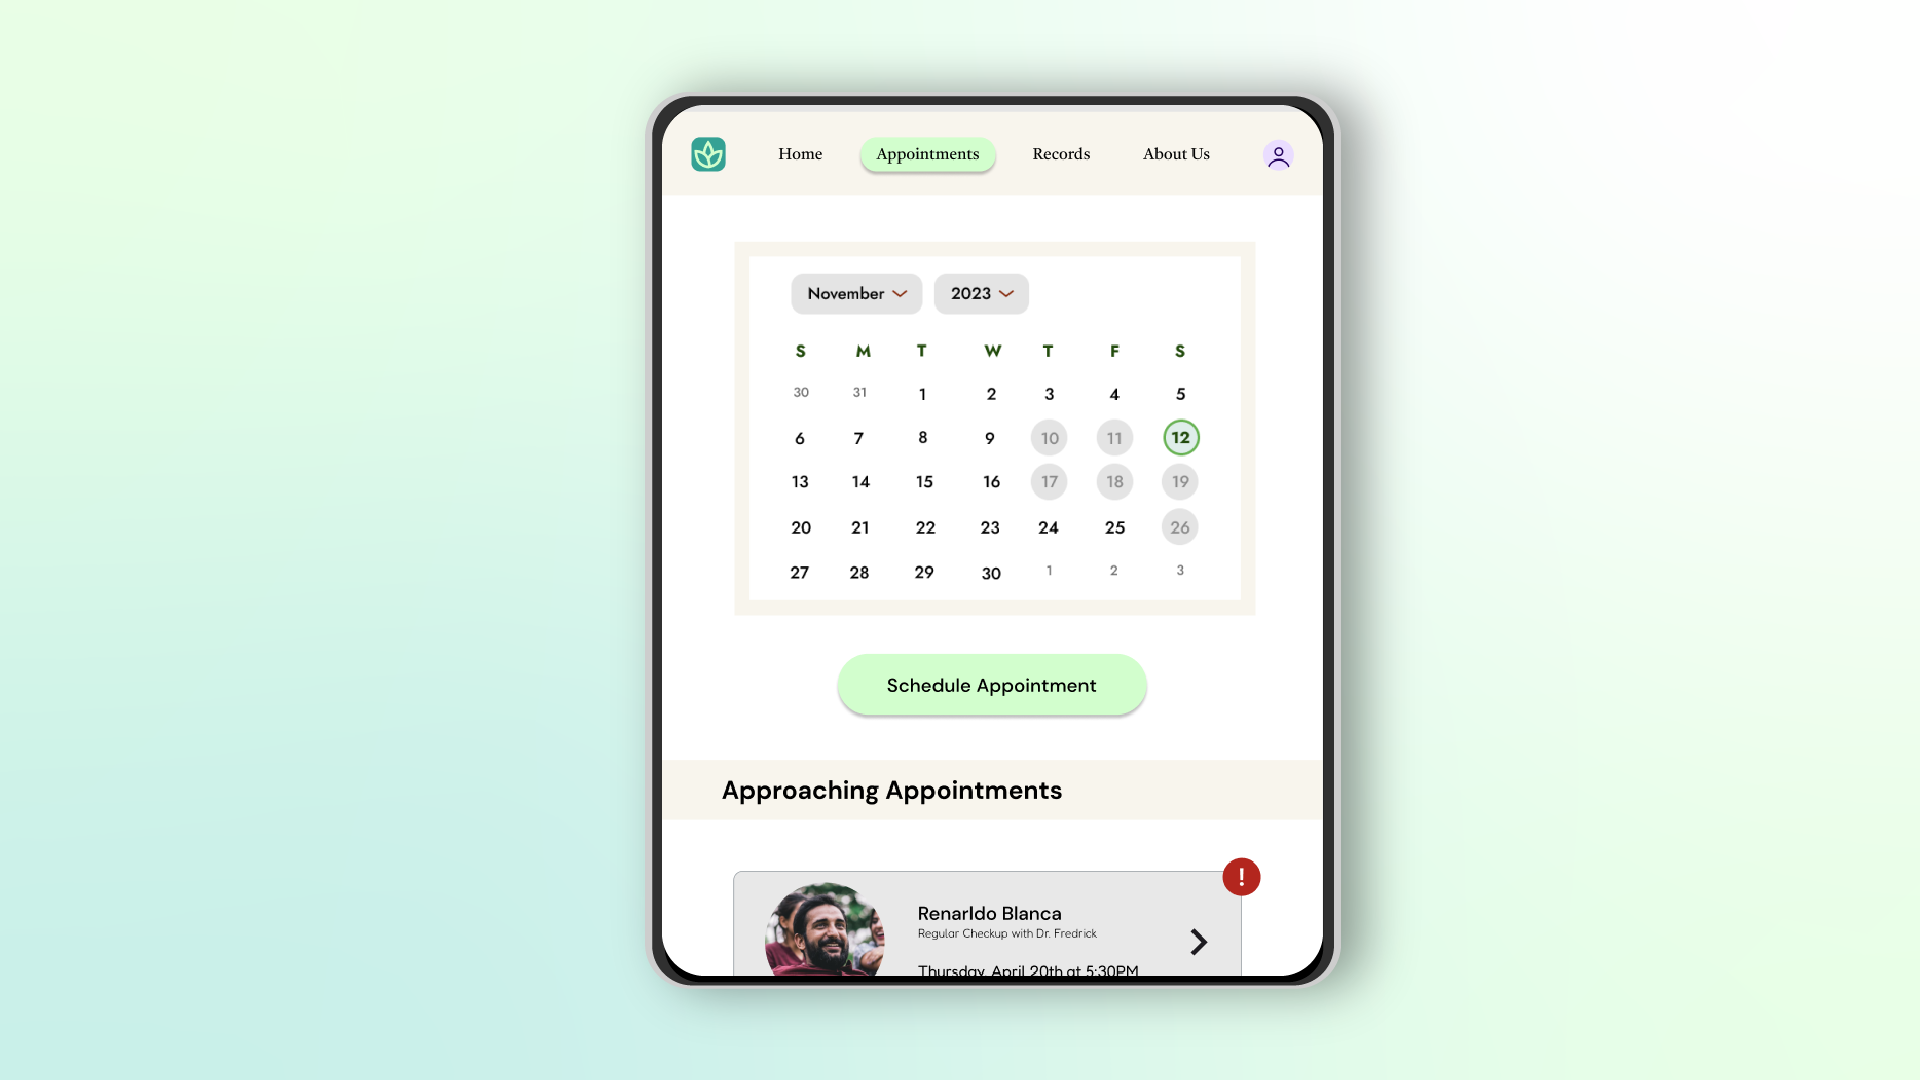 Home Appointments Records About Us
November 2023
S M T W T F S
30 31 1 2 3 4 5
6 7 8 9 10 11 12
13 14 15 16 17 18 19
20 21 22 23 24 25 26
27 28 29 30 1 2 3
Schedule Appointment
Approaching Appointments
!
Renarldo Blanca
Regular Checkup with Dr. Fredrick
Thursday, April 20th at 5:30PM